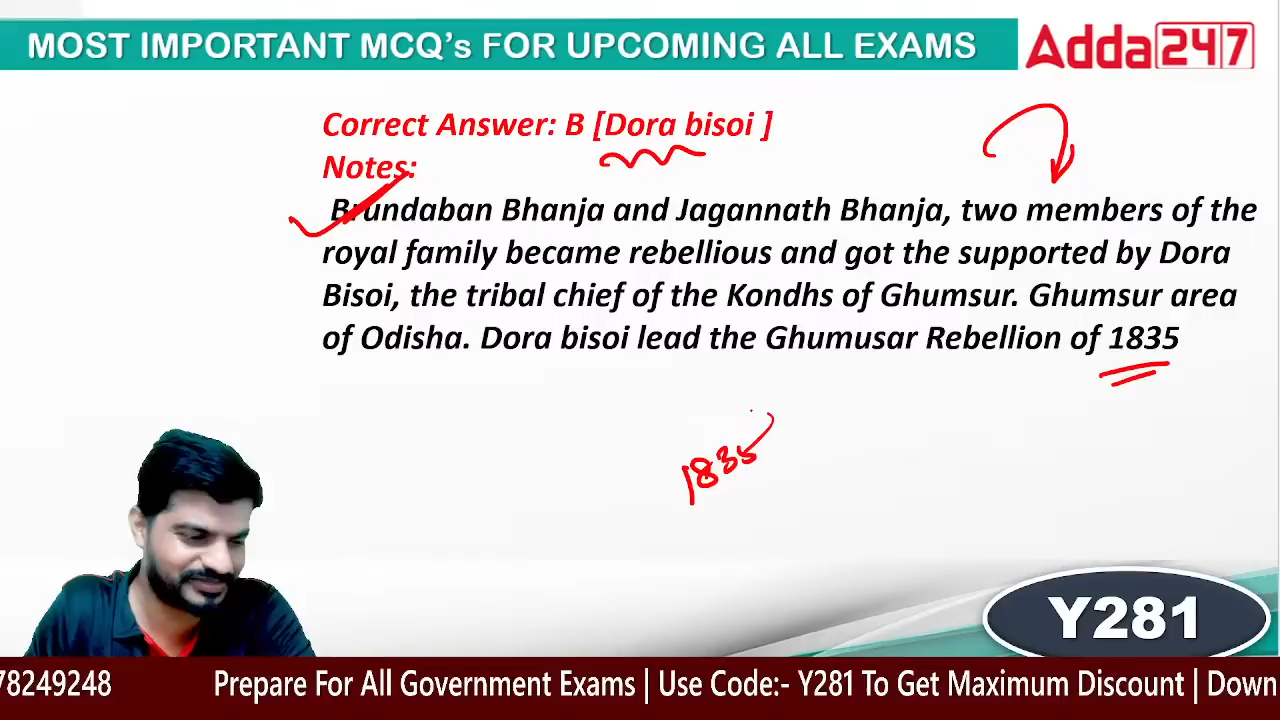 MOST IMPORTANT MCQ's FOR UPCOMING ALL EXAMS
Adda247
Correct Answer: B [Dora bisoi ]
Notes:
Brundaban Bhanja and Jagannath Bhanja, two members of the
royal family became rebellious and got the supported by Dora
Bisoi, the tribal chief of the Kondhs of Ghumsur. Ghumsur area
of Odisha. Dora bisoi lead the Ghumusar Rebellion of 1835
1835
Y281
78249248 Prepare For All Government Exams | Use Code:- Y281 To Get Maximum Discount | Down